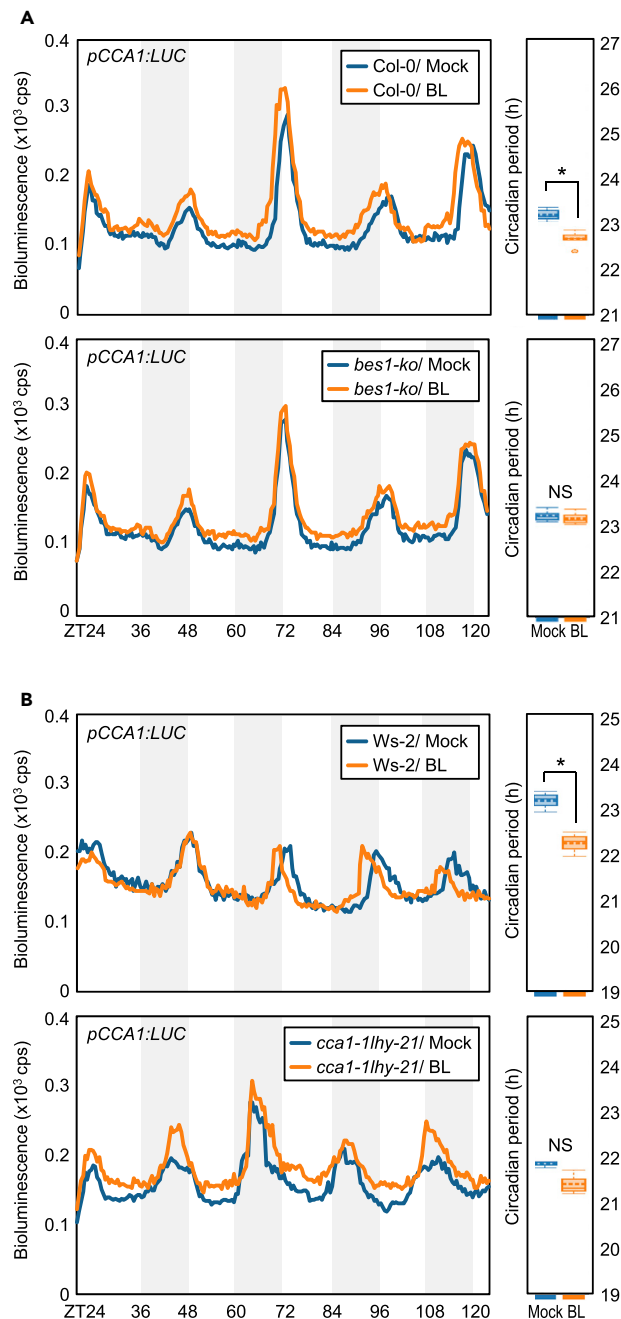 A
0.4
0.3
0.2
0.1
0
Bioluminescence (x10³ cps)
pCCA1:LUC
Col-0/ Mock
Col-0/ BL
Circadian period (h)
*
27
26
25
24
23
22
21
0.4
0.3
0.2
0.1
0
Bioluminescence (x10³ cps)
pCCA1:LUC
bes1-ko/ Mock
bes1-ko/ BL
ZT24 36 48 60 72 84 96 108 120
Circadian period (h)
NS
27
26
25
24
23
22
21
Mock BL
B
0.4
0.3
0.2
0.1
0
Bioluminescence (x10³ cps)
pCCA1:LUC
Ws-2/ Mock
Ws-2/ BL
Circadian period (h)
*
25
24
23
22
21
20
19
0.4
0.3
0.2
0.1
0
Bioluminescence (x10³ cps)
pCCA1:LUC
cca1-1lhy-21/ Mock
cca1-1lhy-21/ BL
ZT24 36 48 60 72 84 96 108 120
Circadian period (h)
NS
25
24
23
22
21
20
19
Mock BL